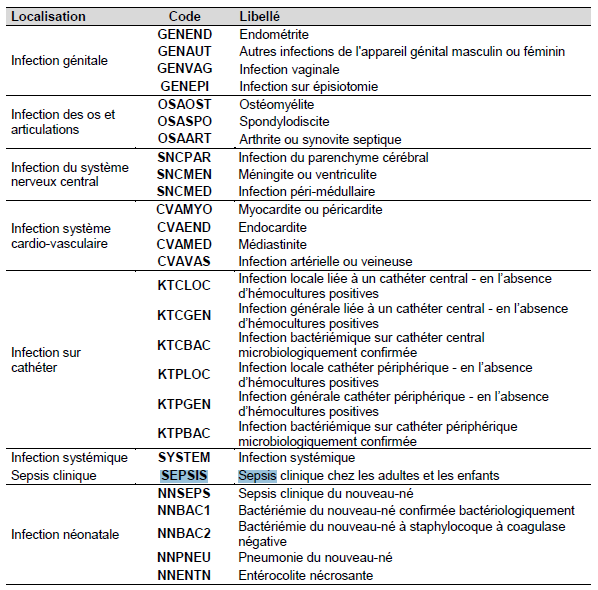 Localisation Code Libellé
GENEND Endométrite
Infection génitale GENAUT Autres infections de l'appareil génital masculin ou féminin
GENVAG Infection vaginale
GENEPI Infection sur épisiotomie
Infection des os et articulations OSAOST Ostéomyélite
OSASPO Spondylodiscite
OSAART Arthrite ou synovite septique
Infection du système nerveux central SNCPAR Infection du parenchyme cérébral
SNCMEN Méningite ou ventriculite
SNCMED Infection péri-médullaire
Infection système cardio-vasculaire CVAMYO Myocardite ou péricardite
CVAEND Endocardite
CVAMED Médiastinite
CVAVAS Infection artérielle ou veineuse
Infection sur cathéter
KTCLOC Infection locale liée à un cathéter central - en l’absence
d’hémocultures positives
KTCGEN Infection générale liée à un cathéter central - en l’absence
d’hémocultures positives
KTCBAC Infection bactériémique sur cathéter central
microbiologiquement confirmée
KTPLOC Infection locale cathéter périphérique - en l’absence
d’hémocultures positives
KTPGEN Infection générale cathéter périphérique - en l’absence
d’hémocultures positives
KTPBAC Infection bactériémique sur cathéter périphérique
microbiologiquement confirmée
Infection systémique SYSTEM Infection systémique
Sepsis clinique SEPSIS Sepsis clinique chez les adultes et les enfants
Infection néonatale
NNSEPS Sepsis clinique du nouveau-né
NNBAC1 Bactériémie du nouveau-né confirmée bactériologiquement
NNBAC2 Bactériémie du nouveau-né à staphylocoque à coagulase
négative
NNPNEU Pneumonie du nouveau-né
NNENTN Entérocolite nécrosante